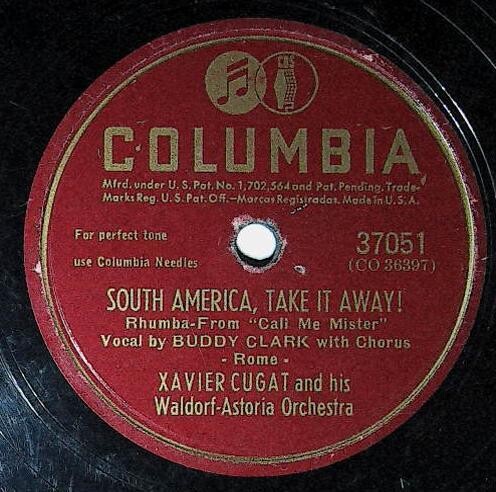 CBS
COLUMBIA
Mfrd. under U.S. Pat. No. 1,702,564 and Pat. Pending. Trade-
Marks Reg. U.S. Pat. Off.-Marcas Registradas. Made in U.S.A.
For perfect tone
use Columbia Needles
37051
(CO 36397)
SOUTH AMERICA, TAKE IT AWAY!
Rhumba-From "Call Me Mister"
Vocal by BUDDY CLARK with Chorus
- Rome -
XAVIER CUGAT and his
Waldorf-Astoria Orchestra